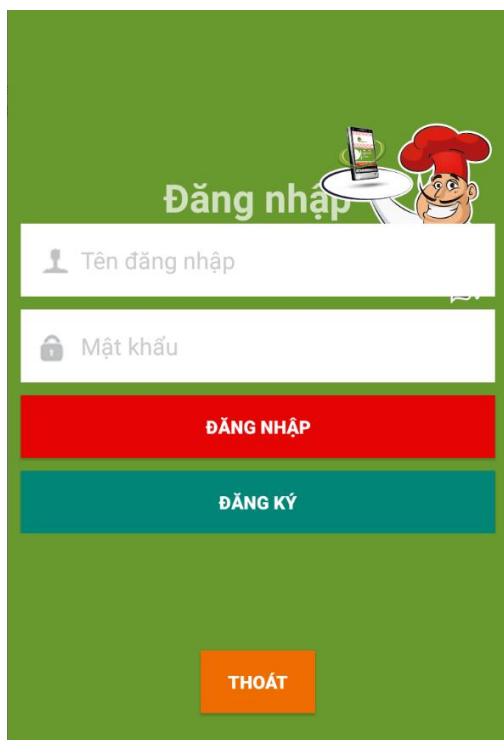 Đăng nhập
Tên đăng nhập
Mật khẩu
ĐĂNG NHẬP
ĐĂNG KÝ
THOÁT